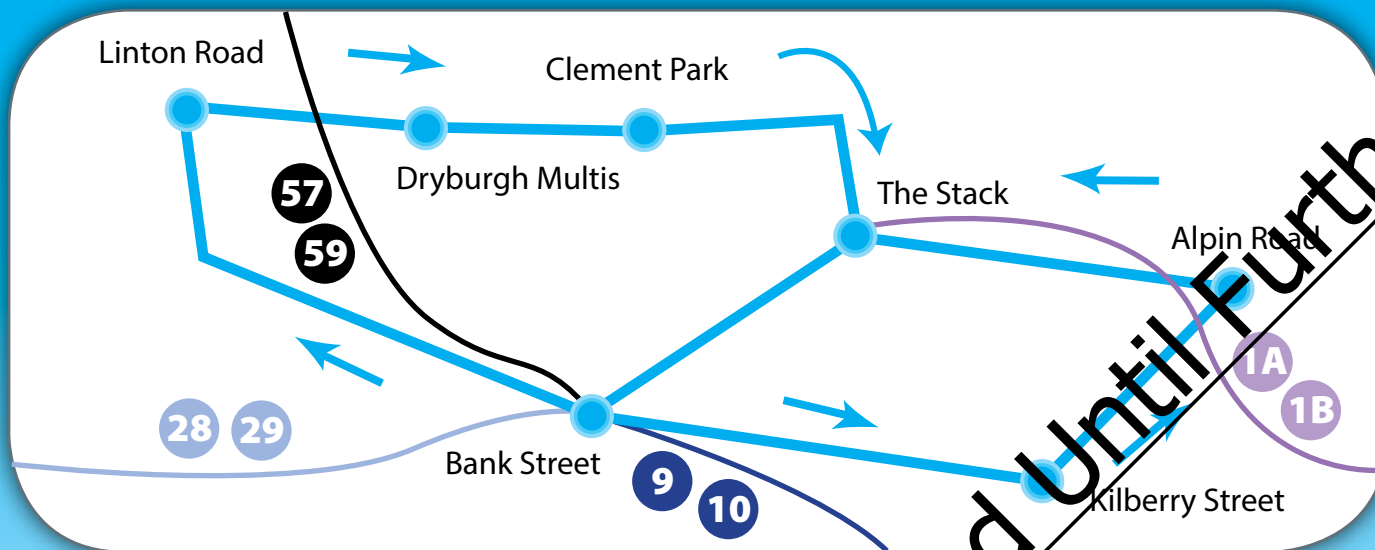 Linton Road
Clement Park
57
Dryburgh Multis
The Stack
59
Alpin Road
1A
28 29
1B
Bank Street
9
10
Kilberry Street
d Until Furth